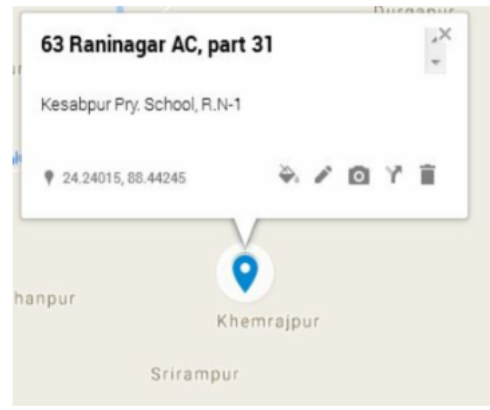 Durgapur
63 Raninagar AC, part 31
Kesabpur Pry. School, R.N-1
24.24015, 88.44245
hanpur
Khemrajpur
Srirampur